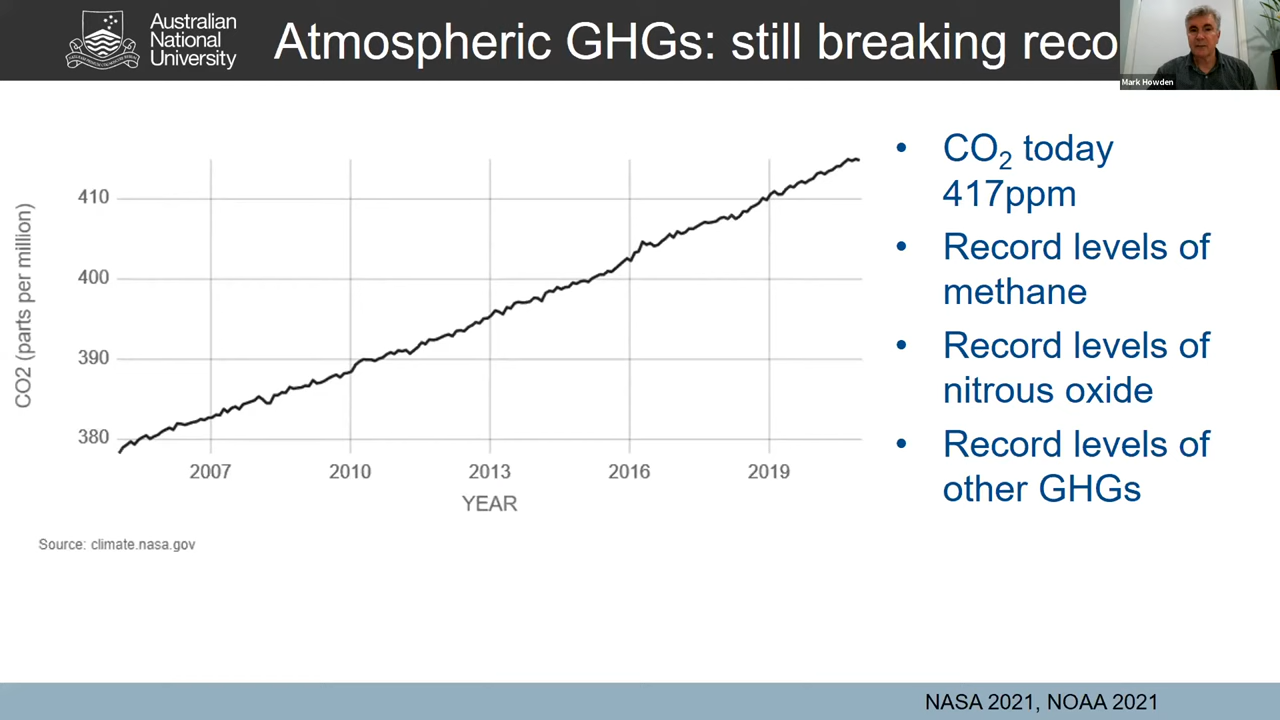 Australian
National
University
Atmospheric GHGs: still breaking reco
Mark Howden
CO2 (parts per million)
410
400
390
380
2007 2010 2013 2016 2019
YEAR
Source: climate.nasa.gov
• CO₂ today
417ppm
• Record levels of
methane
• Record levels of
nitrous oxide
• Record levels of
other GHGs
NASA 2021, NOAA 2021